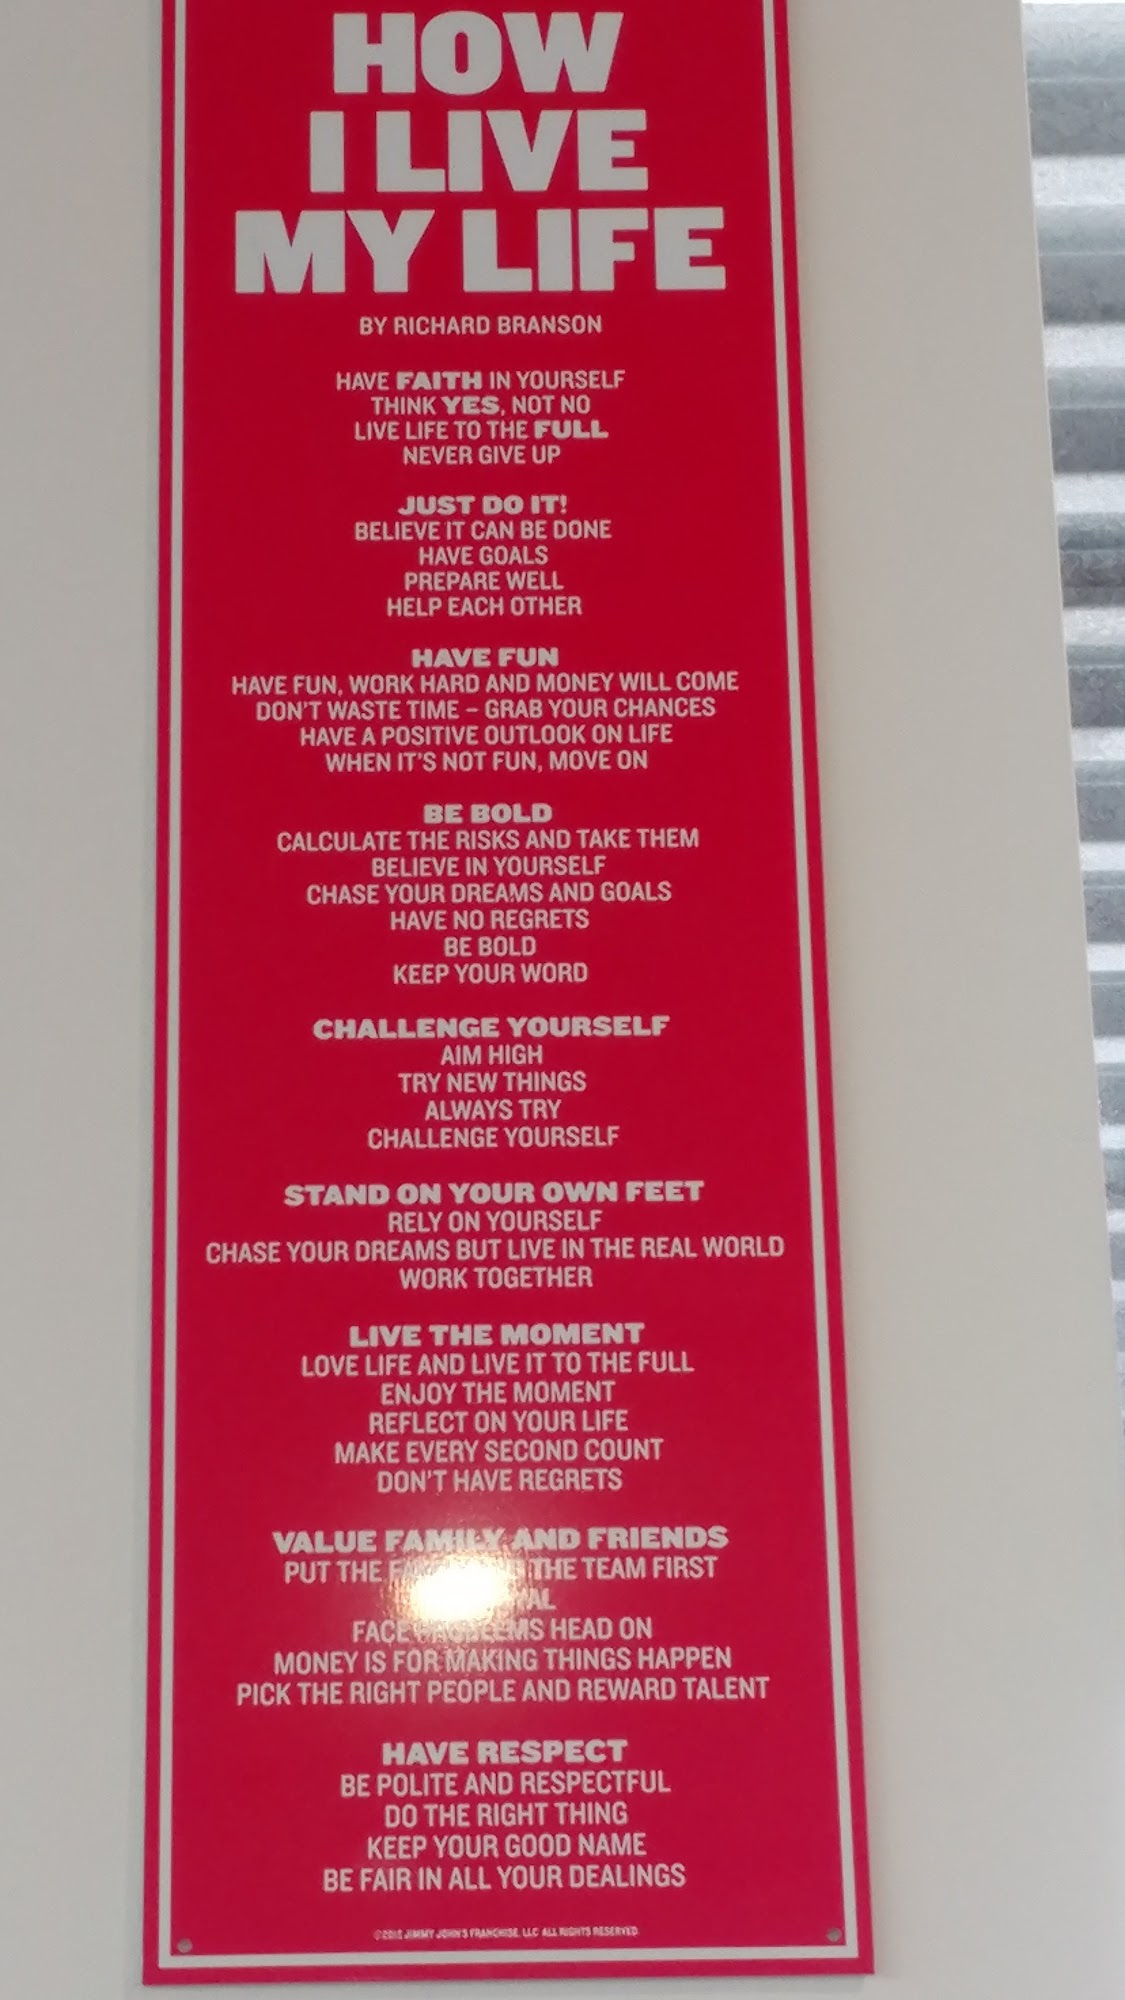 HOW
I LIVE
MY LIFE
BY RICHARD BRANSON
HAVE FAITH IN YOURSELF
THINK YES, NOT NO
LIVE LIFE TO THE FULL
NEVER GIVE UP
JUST DO IT!
BELIEVE IT CAN BE DONE
HAVE GOALS
PREPARE WELL
HELP EACH OTHER
HAVE FUN
HAVE FUN, WORK HARD AND MONEY WILL COME
DON'T WASTE TIME – GRAB YOUR CHANCES
HAVE A POSITIVE OUTLOOK ON LIFE
WHEN IT'S NOT FUN, MOVE ON
BE BOLD
CALCULATE THE RISKS AND TAKE THEM
BELIEVE IN YOURSELF
CHASE YOUR DREAMS AND GOALS
HAVE NO REGRETS
BE BOLD
KEEP YOUR WORD
CHALLENGE YOURSELF
AIM HIGH
TRY NEW THINGS
ALWAYS TRY
CHALLENGE YOURSELF
STAND ON YOUR OWN FEET
RELY ON YOURSELF
CHASE YOUR DREAMS BUT LIVE IN THE REAL WORLD
WORK TOGETHER
LIVE THE MOMENT
LOVE LIFE AND LIVE IT TO THE FULL
ENJOY THE MOMENT
REFLECT ON YOUR LIFE
MAKE EVERY SECOND COUNT
DON'T HAVE REGRETS
VALUE FAMILY AND FRIENDS
PUT THE THE TEAM FIRST
FACE PROBLEMS HEAD ON
MONEY IS FOR MAKING THINGS HAPPEN
PICK THE RIGHT PEOPLE AND REWARD TALENT
HAVE RESPECT
BE POLITE AND RESPECTFUL
DO THE RIGHT THING
KEEP YOUR GOOD NAME
BE FAIR IN ALL YOUR DEALINGS
JIMMY JOHN'S FRANCHISE, LLC ALL RIGHTS RESERVED.